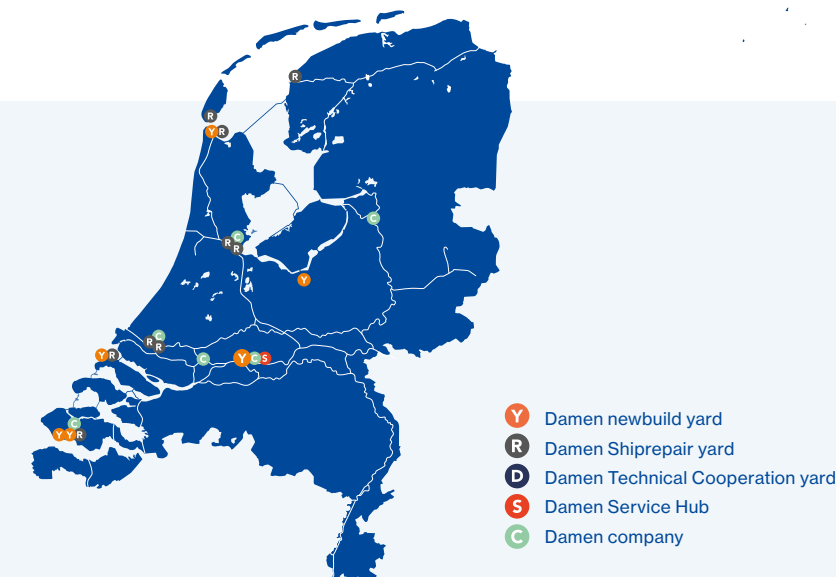 R
R
Y R
C
R
R
C
Y
C
R
R
Y R
C
Y C S
C
Y Y R
Y Damen newbuild yard
R Damen Shiprepair yard
D Damen Technical Cooperation yard
S Damen Service Hub
C Damen company